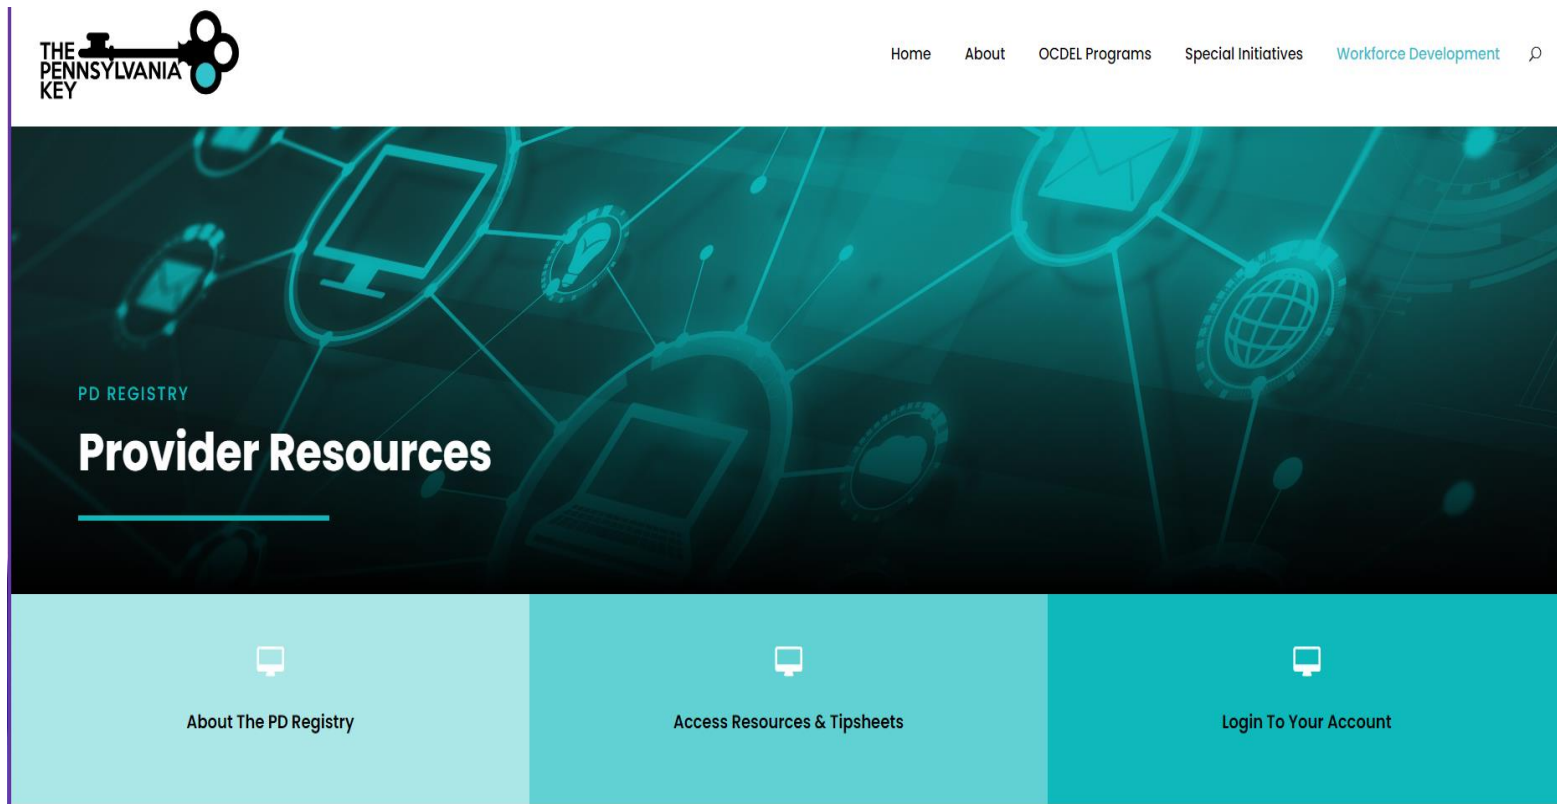 THE
PENNSYLVANIA
KEY
Home About OCDEL Programs Special Initiatives Workforce Development
PD REGISTRY
Provider Resources
About The PD Registry
Access Resources & Tipsheets
Login To Your Account